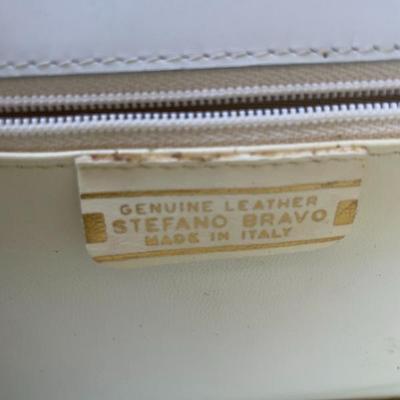 GENUINE LEATHER
STEFANO BRAVO
MADE IN ITALY